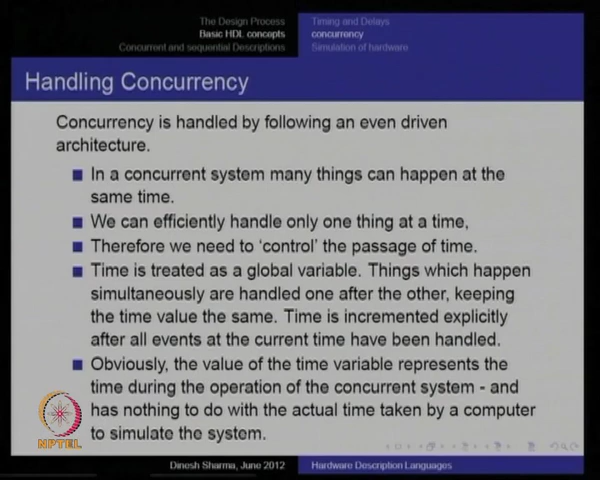 The Design Process
Basic HDL concepts
Concurrent and sequential Descriptions
Timing and Delays
concurrency
Simulation of hardware
Handling Concurrency
Concurrency is handled by following an even driven
architecture.
In a concurrent system many things can happen at the
same time.
We can efficiently handle only one thing at a time,
Therefore we need to ‘control’ the passage of time.
Time is treated as a global variable. Things which happen
simultaneously are handled one after the other, keeping
the time value the same. Time is incremented explicitly
after all events at the current time have been handled.
Obviously, the value of the time variable represents the
time during the operation of the concurrent system - and
has nothing to do with the actual time taken by a computer
to simulate the system.
NPTEL
Dinesh Sharma, June 2012
Hardware Description Languages